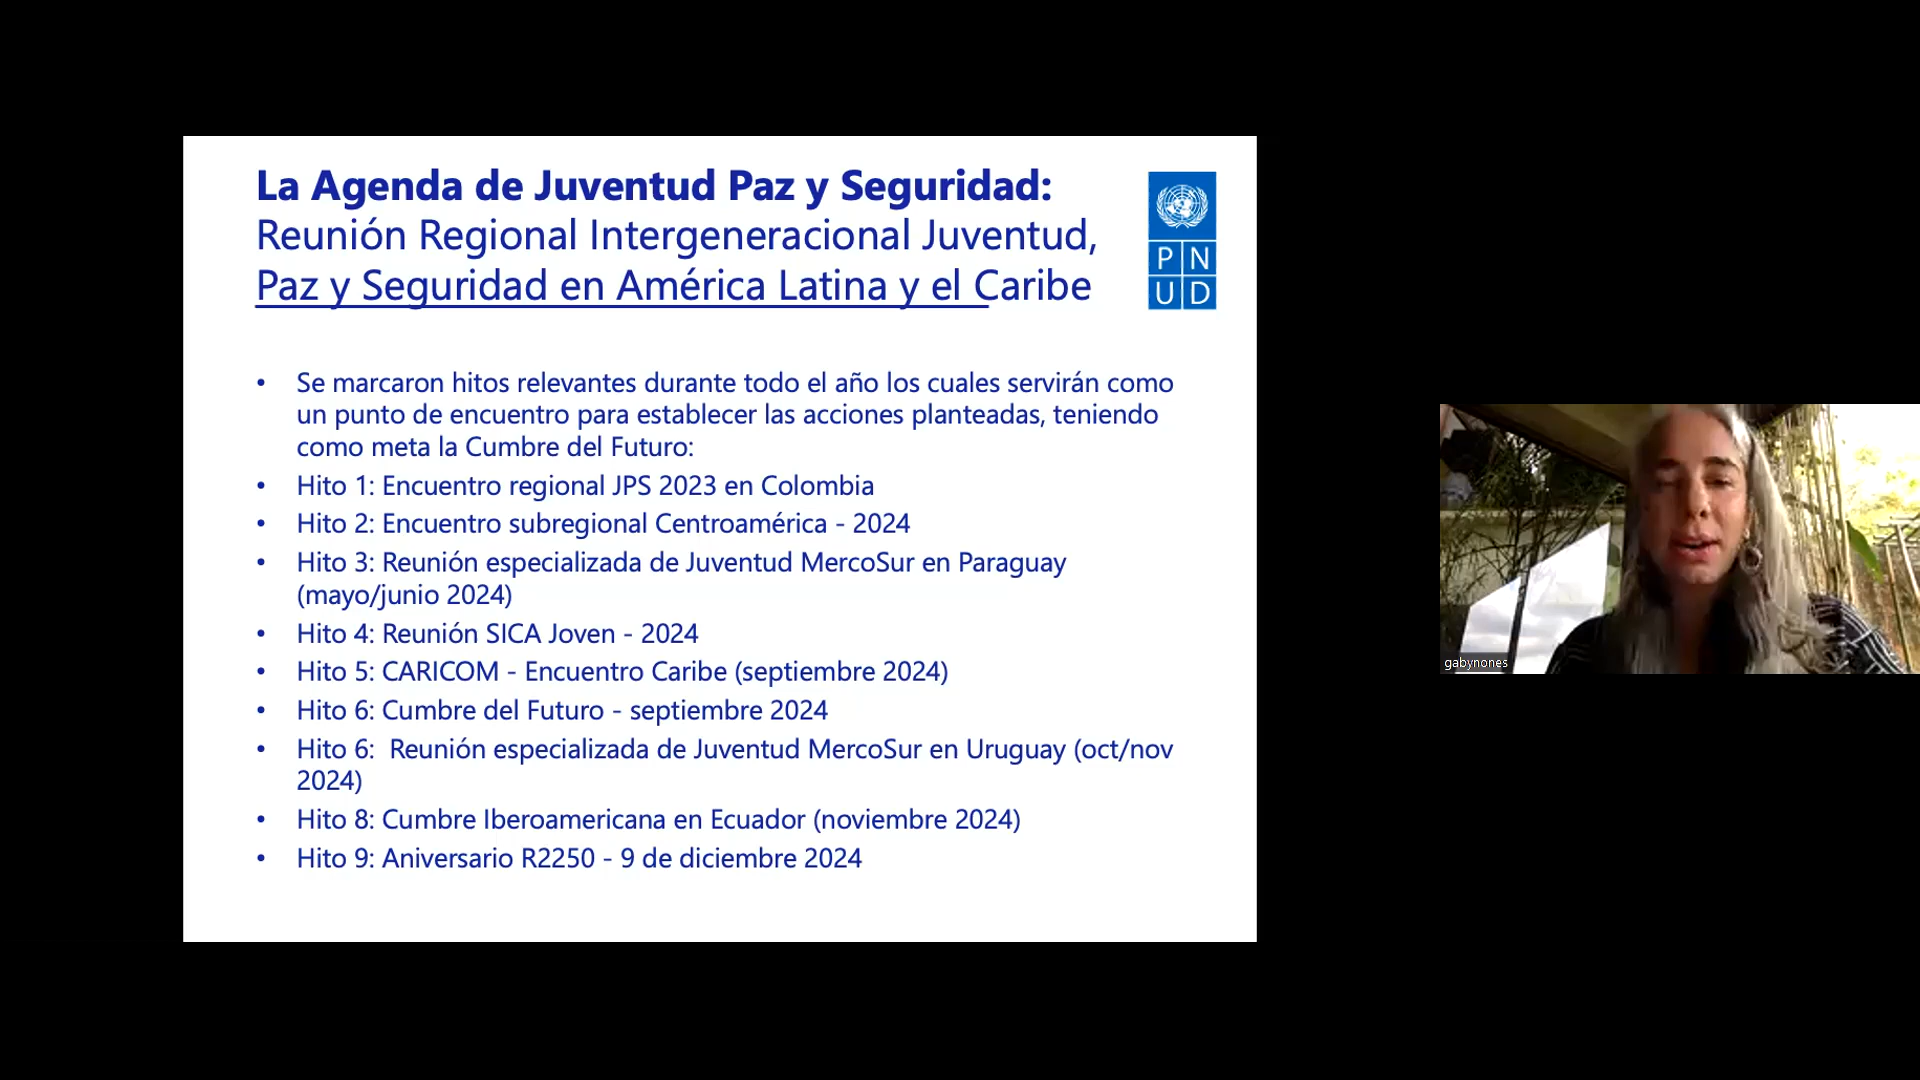 La Agenda de Juventud Paz y Seguridad:
Reunión Regional Intergeneracional Juventud,
Paz y Seguridad en América Latina y el Caribe
P N
U D
• Se marcaron hitos relevantes durante todo el año los cuales servirán como
un punto de encuentro para establecer las acciones planteadas, teniendo
como meta la Cumbre del Futuro:
• Hito 1: Encuentro regional JPS 2023 en Colombia
• Hito 2: Encuentro subregional Centroamérica - 2024
• Hito 3: Reunión especializada de Juventud MercoSur en Paraguay
(mayo/junio 2024)
• Hito 4: Reunión SICA Joven - 2024
• Hito 5: CARICOM - Encuentro Caribe (septiembre 2024)
• Hito 6: Cumbre del Futuro - septiembre 2024
• Hito 6:  Reunión especializada de Juventud MercoSur en Uruguay (oct/nov
2024)
• Hito 8: Cumbre Iberoamericana en Ecuador (noviembre 2024)
• Hito 9: Aniversario R2250 - 9 de diciembre 2024
gabynones